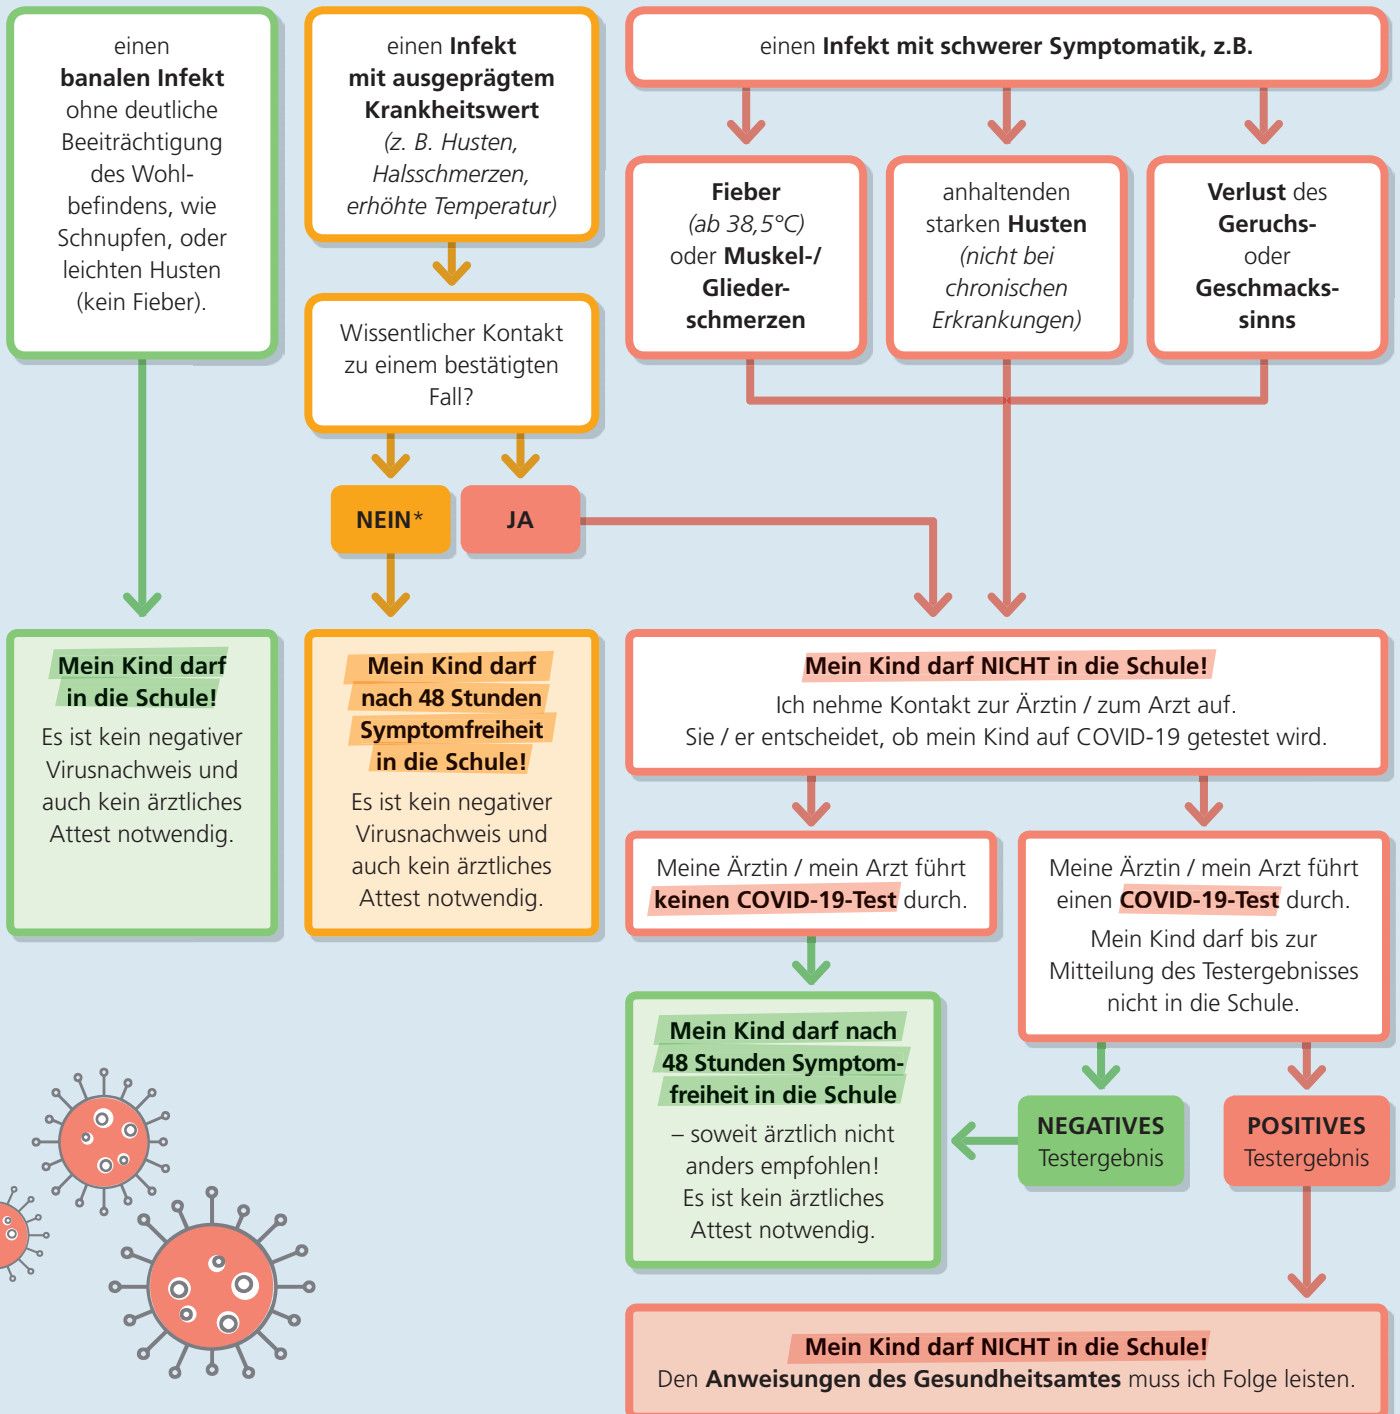 einen
banalen Infekt
ohne deutliche
Beeiträchtigung
des Wohl-
befindens, wie
Schnupfen, oder
leichten Husten
(kein Fieber).
einen Infekt
mit ausgeprägtem
Krankheitswert
(z. B. Husten,
Halsschmerzen,
erhöhte Temperatur)
Wissentlicher Kontakt
zu einem bestätigten
Fall?
NEIN*
JA
einen Infekt mit schwerer Symptomatik, z.B.
Fieber
(ab 38,5°C)
oder Muskel-/
Glieder-
schmerzen
anhaltenden
starken Husten
(nicht bei
chronischen
Erkrankungen)
Verlust des
Geruchs-
oder
Geschmacks-
sinns
Mein Kind darf
in die Schule!
Es ist kein negativer
Virusnachweis und
auch kein ärztliches
Attest notwendig.
Mein Kind darf
nach 48 Stunden
Symptomfreiheit
in die Schule!
Es ist kein negativer
Virusnachweis und
auch kein ärztliches
Attest notwendig.
Mein Kind darf NICHT in die Schule!
Ich nehme Kontakt zur Ärztin / zum Arzt auf.
Sie / er entscheidet, ob mein Kind auf COVID-19 getestet wird.
Meine Ärztin / mein Arzt führt
keinen COVID-19-Test durch.
Meine Ärztin / mein Arzt führt
einen COVID-19-Test durch.
Mein Kind darf bis zur
Mitteilung des Testergebnisses
nicht in die Schule.
Mein Kind darf nach
48 Stunden Symptom-
freiheit in die Schule
– soweit ärztlich nicht
anders empfohlen!
Es ist kein ärztliches
Attest notwendig.
NEGATIVES
Testergebnis
POSITIVES
Testergebnis
Mein Kind darf NICHT in die Schule!
Den Anweisungen des Gesundheitsamtes muss ich Folge leisten.